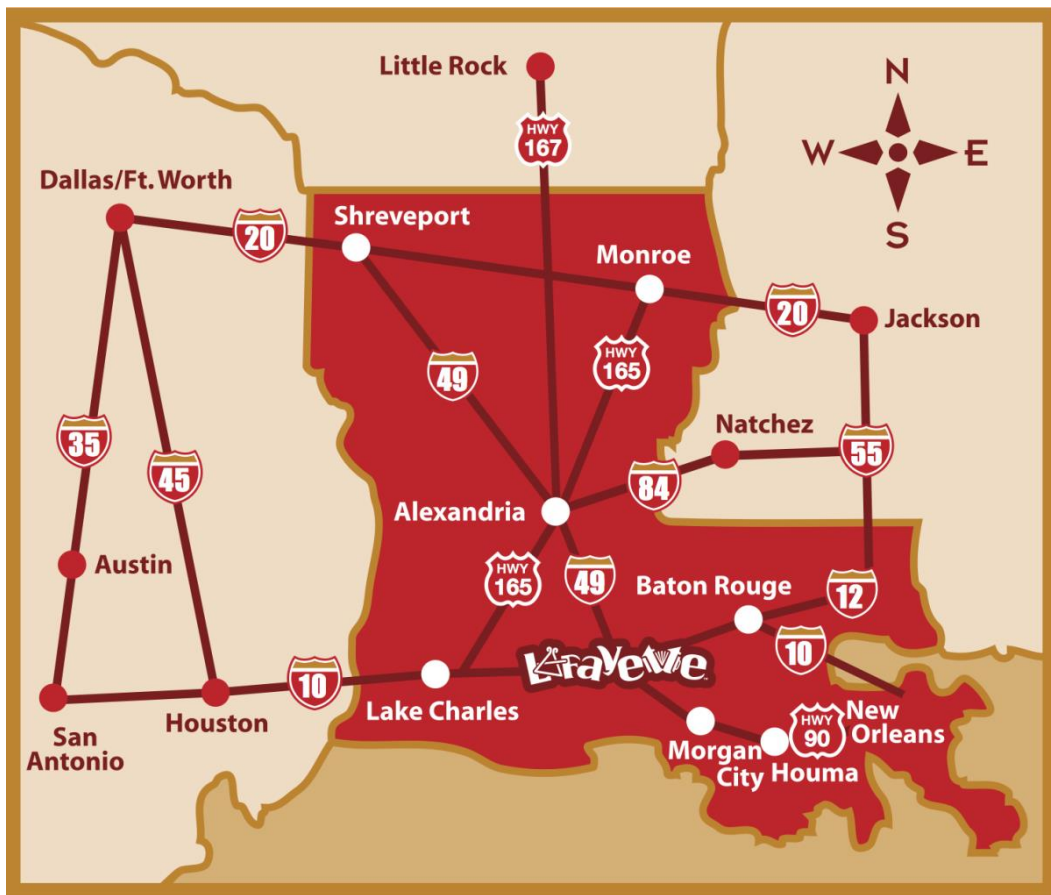 Little Rock
N
HWY
167
W
E
Dallas/Ft. Worth
S
Shreveport
20
Monroe
20
Jackson
HWY
165
49
Natchez
35
55
45
84
Alexandria
Austin
HWY
165
49
Baton Rouge
12
10
Lafayette
10
Lake Charles
Houston
San
Antonio
HWY
90
New
Orleans
Morgan
City
Houma